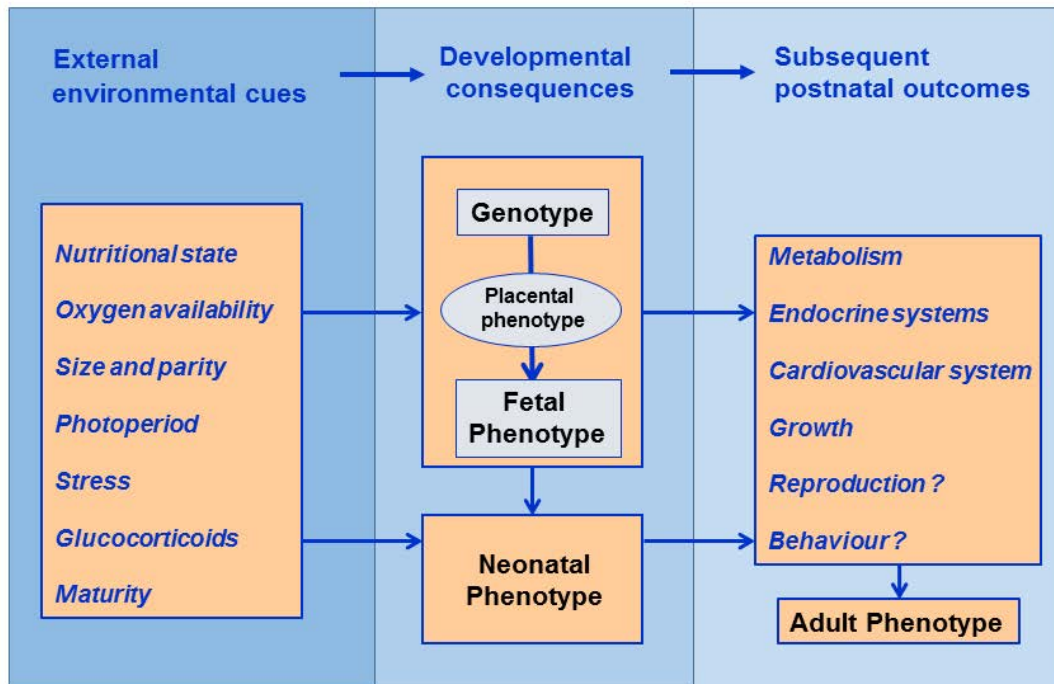 External
environmental cues
Developmental
consequences
Subsequent
postnatal outcomes
Nutritional state
Oxygen availability
Size and parity
Photoperiod
Stress
Glucocorticoids
Maturity
Genotype
Placental
phenotype
Fetal
Phenotype
Neonatal
Phenotype
Metabolism
Endocrine systems
Cardiovascular system
Growth
Reproduction ?
Behaviour ?
Adult Phenotype